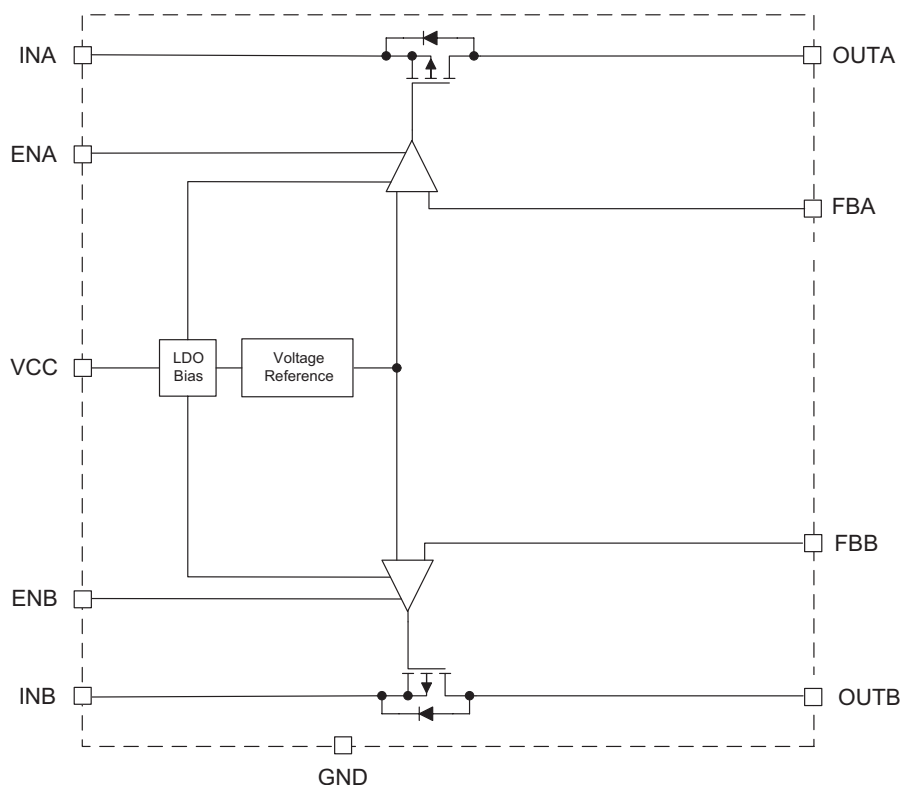 INA
OUTA
ENA
FBA
VCC
LDO
Bias
Voltage
Reference
FBB
ENB
INB
OUTB
GND